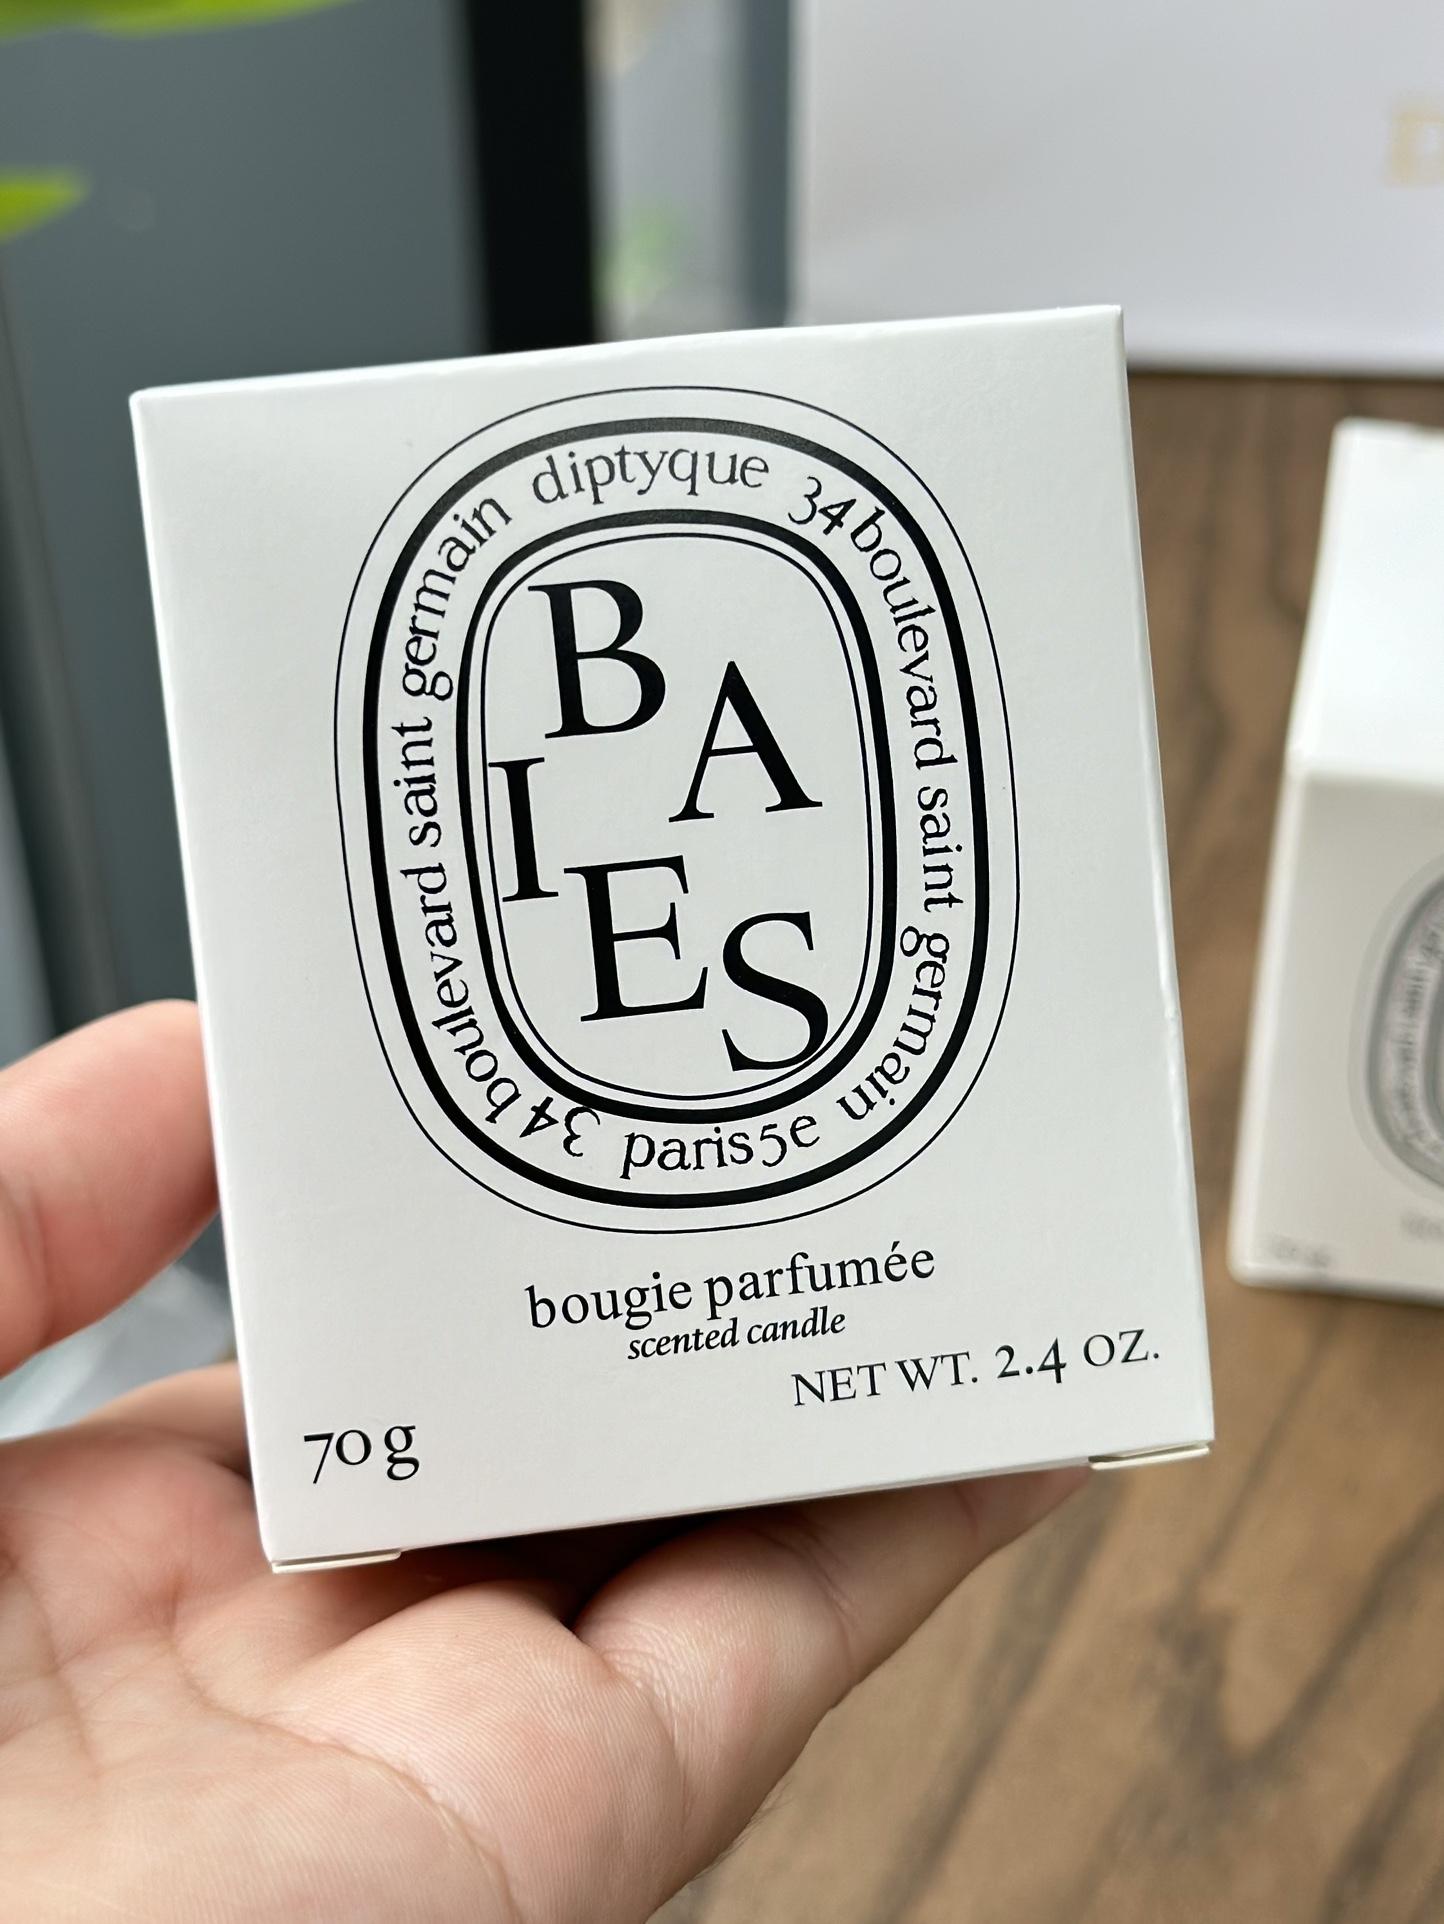 diptyque 34 boulevard saint germain paris 5e 34 boulevard saint germain
BAIES
bougie parfumée
scented candle
NET WT. 2.4 OZ.
70 g